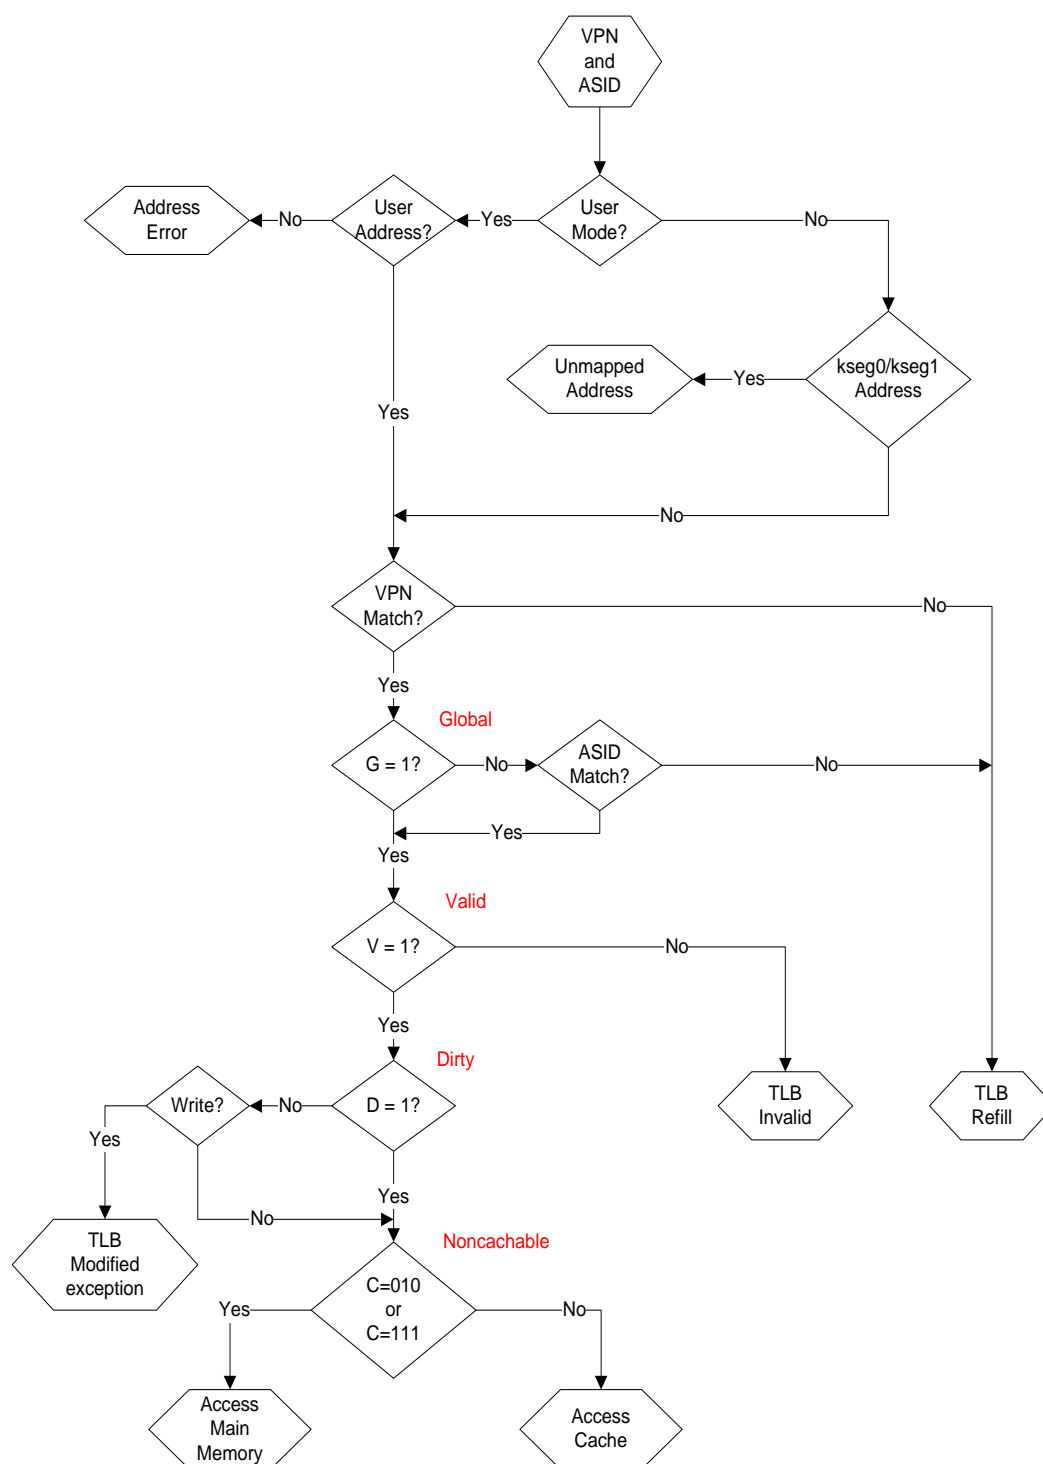 VPN
and
ASID
Address
Error
No
User
Address?
Yes
User
Mode?
No
Unmapped
Address
Yes
kseg0/kseg1
Address
Yes
No
VPN
Match?
No
Yes
Global
G = 1?
No
ASID
Match?
No
Yes
Yes
Valid
V = 1?
No
Yes
Dirty
Write?
No
D = 1?
TLB
Invalid
TLB
Refill
Yes
Yes
No
Noncachable
TLB
Modified
exception
C=010
or
C=111
Yes
No
Access
Main
Memory
Access
Cache